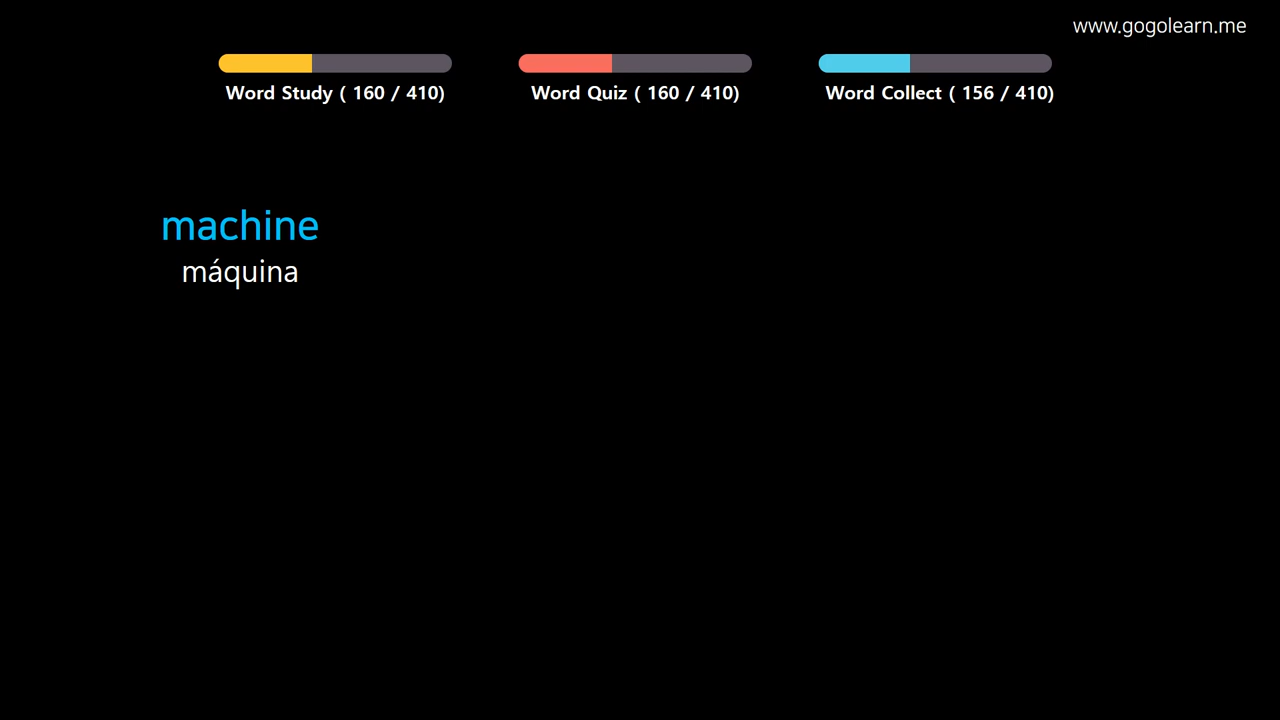 www.gogolearn.me
Word Study ( 160 / 410)
Word Quiz ( 160 / 410)
Word Collect ( 156 / 410)
machine
máquina